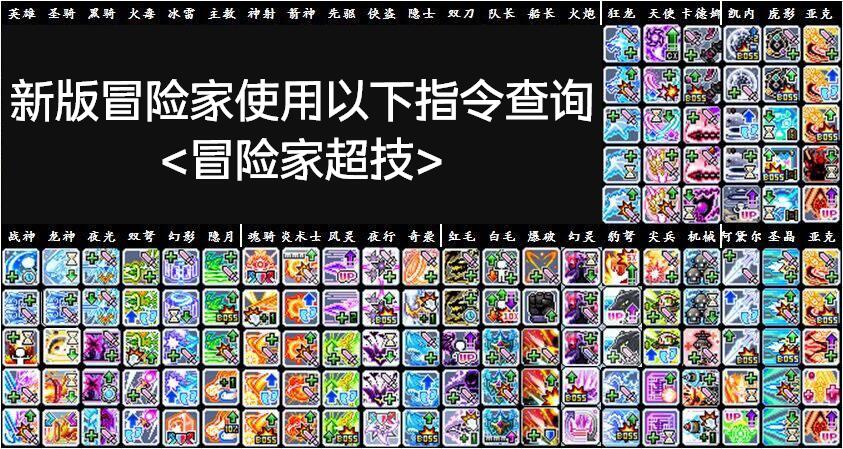 英雄 圣骑 黑骑 火毒 冰雷 主教 神射 箭神 先驱 侠盗 隐士 双刀 队长 船长 火炮 狂龙 天使 卡德娜 凯内 虎影 亚克
新版冒险家使用以下指令查询
<冒险家超技>
战神 龙神 夜光 双弩 幻影 隐月 魂骑 炎术士 风灵 夜行 奇袭 红毛 白毛 爆破 幻灵 豹弩 尖兵 机械 阿黛尔 圣晶 亚克